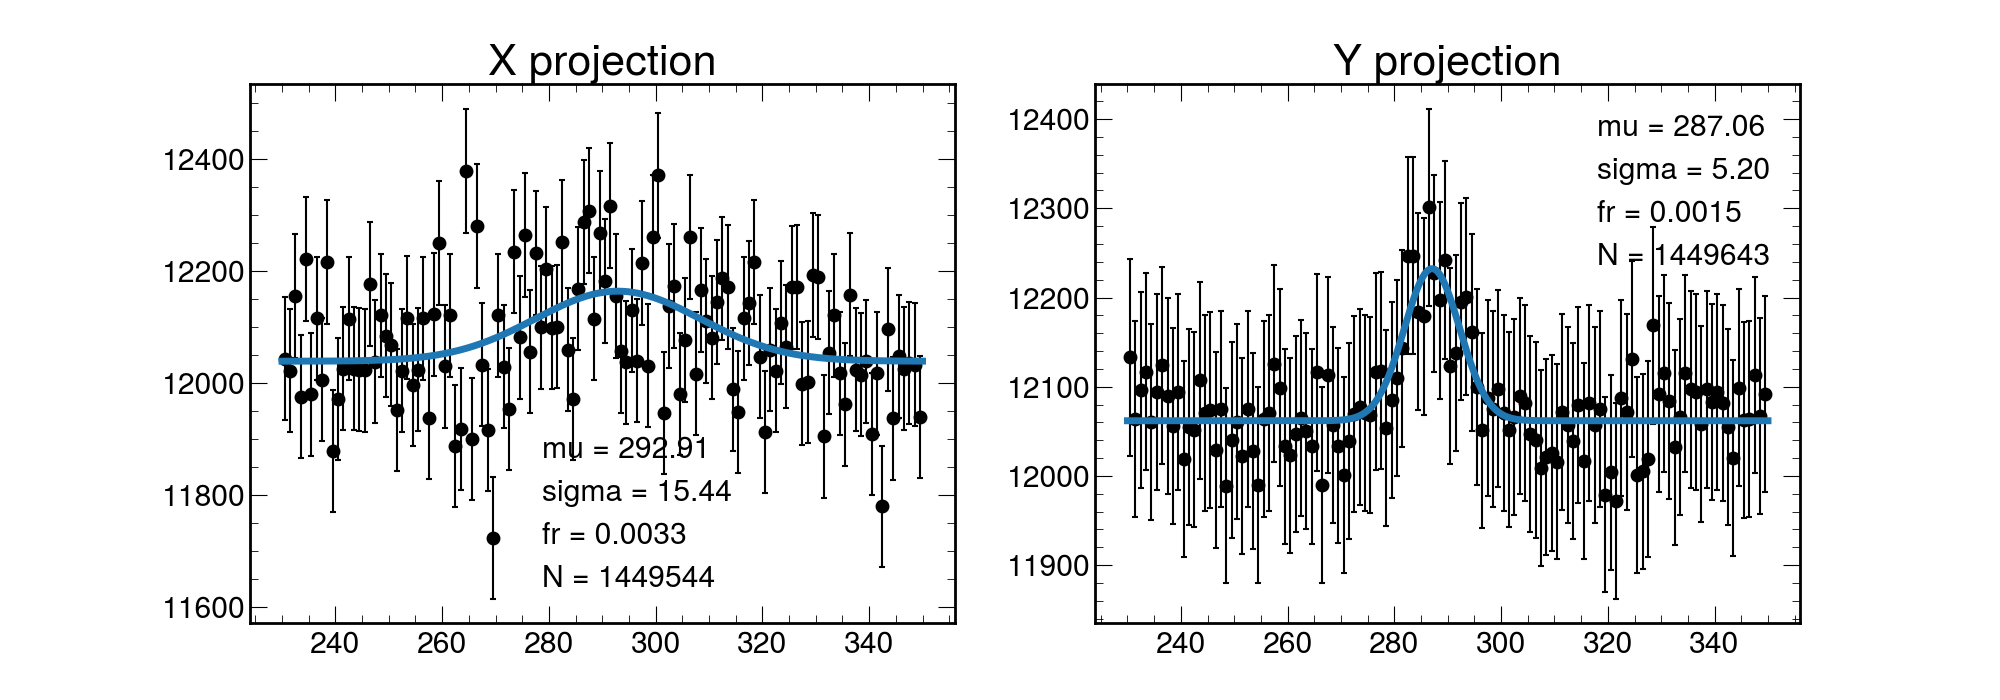 X projection
12400
12200
12000
11800
11600
240 260 280 300 320 340
mu = 292.91
sigma = 15.44
fr = 0.0033
N = 1449544
Y projection
12400
12300
12200
12100
12000
11900
240 260 280 300 320 340
mu = 287.06
sigma = 5.20
fr = 0.0015
N = 1449643